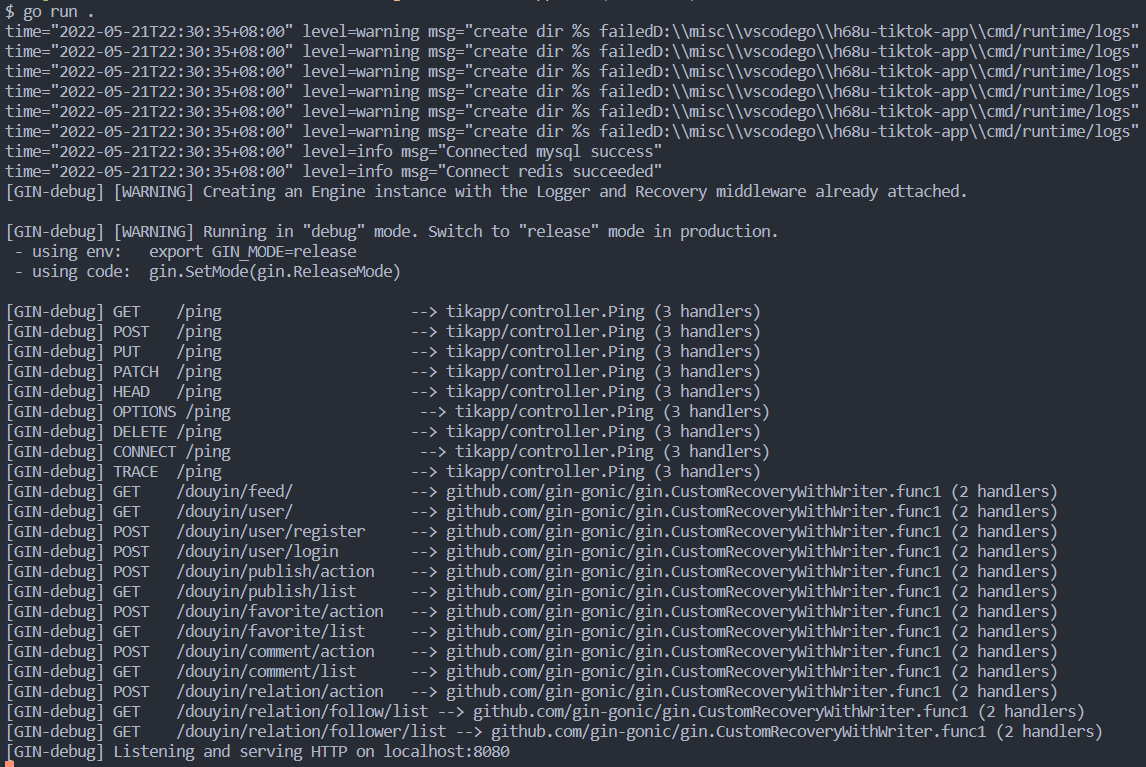 $ go run .
time="2022-05-21T22:30:35+08:00" level=warning msg="create dir %s failedD:\\misc\\vscodego\\h68u-tiktok-app\\cmd/runtime/logs"
time="2022-05-21T22:30:35+08:00" level=warning msg="create dir %s failedD:\\misc\\vscodego\\h68u-tiktok-app\\cmd/runtime/logs"
time="2022-05-21T22:30:35+08:00" level=warning msg="create dir %s failedD:\\misc\\vscodego\\h68u-tiktok-app\\cmd/runtime/logs"
time="2022-05-21T22:30:35+08:00" level=warning msg="create dir %s failedD:\\misc\\vscodego\\h68u-tiktok-app\\cmd/runtime/logs"
time="2022-05-21T22:30:35+08:00" level=warning msg="create dir %s failedD:\\misc\\vscodego\\h68u-tiktok-app\\cmd/runtime/logs"
time="2022-05-21T22:30:35+08:00" level=warning msg="create dir %s failedD:\\misc\\vscodego\\h68u-tiktok-app\\cmd/runtime/logs"
time="2022-05-21T22:30:35+08:00" level=info msg="Connected mysql success"
time="2022-05-21T22:30:35+08:00" level=info msg="Connect redis succeeded"
[GIN-debug] [WARNING] Creating an Engine instance with the Logger and Recovery middleware already attached.

[GIN-debug] [WARNING] Running in "debug" mode. Switch to "release" mode in production.
 - using env:   export GIN_MODE=release
 - using code:  gin.SetMode(gin.ReleaseMode)

[GIN-debug] GET    /ping                     --> tikapp/controller.Ping (3 handlers)
[GIN-debug] POST   /ping                     --> tikapp/controller.Ping (3 handlers)
[GIN-debug] PUT    /ping                     --> tikapp/controller.Ping (3 handlers)
[GIN-debug] PATCH  /ping                     --> tikapp/controller.Ping (3 handlers)
[GIN-debug] HEAD   /ping                     --> tikapp/controller.Ping (3 handlers)
[GIN-debug] OPTIONS /ping                     --> tikapp/controller.Ping (3 handlers)
[GIN-debug] DELETE /ping                     --> tikapp/controller.Ping (3 handlers)
[GIN-debug] CONNECT /ping                     --> tikapp/controller.Ping (3 handlers)
[GIN-debug] TRACE  /ping                     --> tikapp/controller.Ping (3 handlers)
[GIN-debug] GET    /douyin/feed/             --> github.com/gin-gonic/gin.CustomRecoveryWithWriter.func1 (2 handlers)
[GIN-debug] GET    /douyin/user/             --> github.com/gin-gonic/gin.CustomRecoveryWithWriter.func1 (2 handlers)
[GIN-debug] POST   /douyin/user/register     --> github.com/gin-gonic/gin.CustomRecoveryWithWriter.func1 (2 handlers)
[GIN-debug] POST   /douyin/user/login        --> github.com/gin-gonic/gin.CustomRecoveryWithWriter.func1 (2 handlers)
[GIN-debug] POST   /douyin/publish/action    --> github.com/gin-gonic/gin.CustomRecoveryWithWriter.func1 (2 handlers)
[GIN-debug] GET    /douyin/publish/list      --> github.com/gin-gonic/gin.CustomRecoveryWithWriter.func1 (2 handlers)
[GIN-debug] POST   /douyin/favorite/action   --> github.com/gin-gonic/gin.CustomRecoveryWithWriter.func1 (2 handlers)
[GIN-debug] GET    /douyin/favorite/list     --> github.com/gin-gonic/gin.CustomRecoveryWithWriter.func1 (2 handlers)
[GIN-debug] POST   /douyin/comment/action    --> github.com/gin-gonic/gin.CustomRecoveryWithWriter.func1 (2 handlers)
[GIN-debug] GET    /douyin/comment/list      --> github.com/gin-gonic/gin.CustomRecoveryWithWriter.func1 (2 handlers)
[GIN-debug] POST   /douyin/relation/action   --> github.com/gin-gonic/gin.CustomRecoveryWithWriter.func1 (2 handlers)
[GIN-debug] GET    /douyin/relation/follow/list --> github.com/gin-gonic/gin.CustomRecoveryWithWriter.func1 (2 handlers)
[GIN-debug] GET    /douyin/relation/follower/list --> github.com/gin-gonic/gin.CustomRecoveryWithWriter.func1 (2 handlers)
[GIN-debug] Listening and serving HTTP on localhost:8080